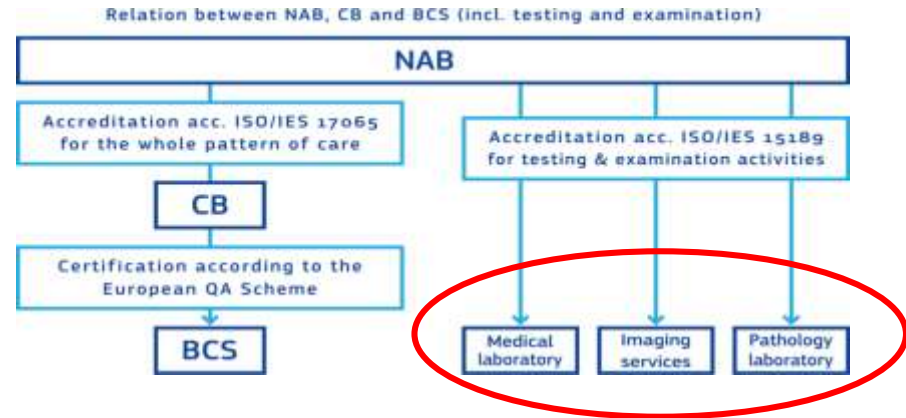 Relation between NAB, CB and BCS (incl. testing and examination)
NAB
Accreditation acc. ISO/IES 17065
for the whole pattern of care
CB
Certification according to the
European QA Scheme
BCS
Accreditation acc. ISO/IES 15189
for testing & examination activities
Medical
laboratory
Imaging
services
Pathology
laboratory